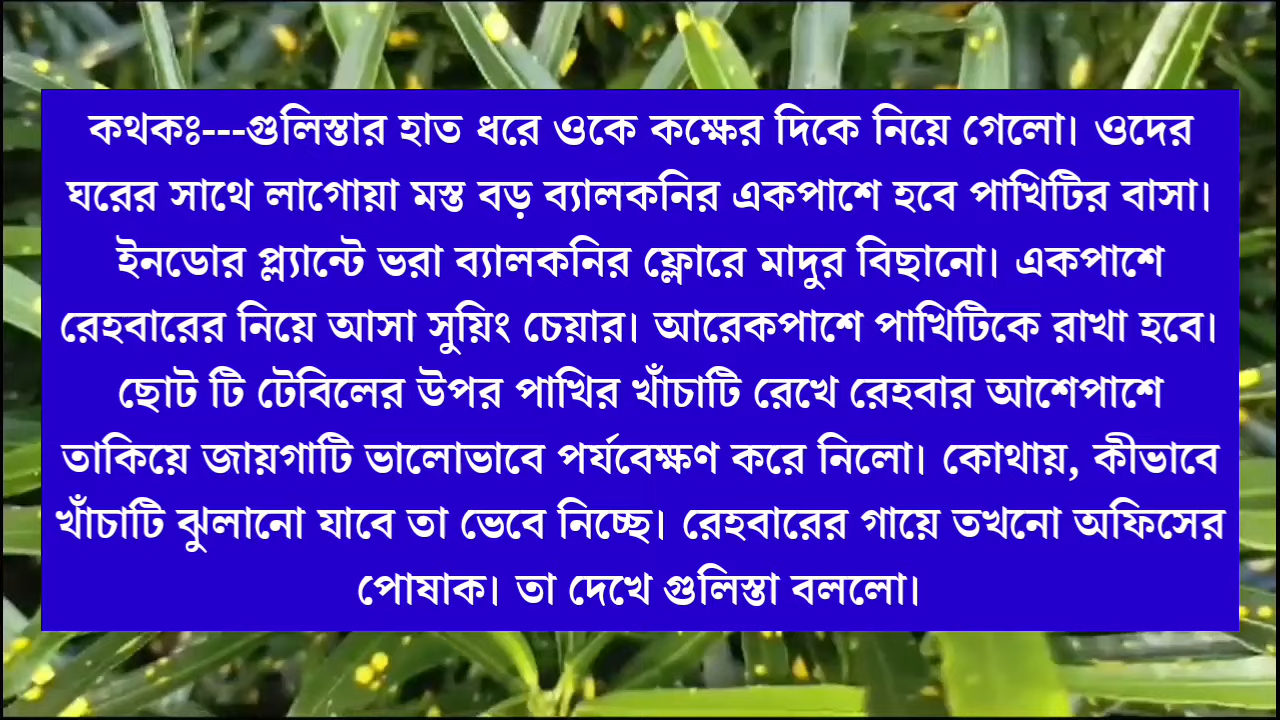 কথকঃ---গুলিস্তার হাত ধরে ওকে কক্ষের দিকে নিয়ে গেলো। ওদের
ঘরের সাথে লাগোয়া মস্ত বড় ব্যালকনির একপাশে হবে পাখিটির বাসা।
ইনডোর প্ল্যান্টে ভরা ব্যালকনির ফ্লোরে মাদুর বিছানো। একপাশে
রেহবারের নিয়ে আসা সুয়িং চেয়ার। আরেকপাশে পাখিটিকে রাখা হবে।
ছোট টি টেবিলের উপর পাখির খাঁচাটি রেখে রেহবার আশেপাশে
তাকিয়ে জায়গাটি ভালোভাবে পর্যবেক্ষণ করে নিলো। কোথায়, কীভাবে
খাঁচাটি ঝুলানো যাবে তা ভেবে নিচ্ছে। রেহবারের গায়ে তখনো অফিসের
পোষাক। তা দেখে গুলিস্তা বললো।